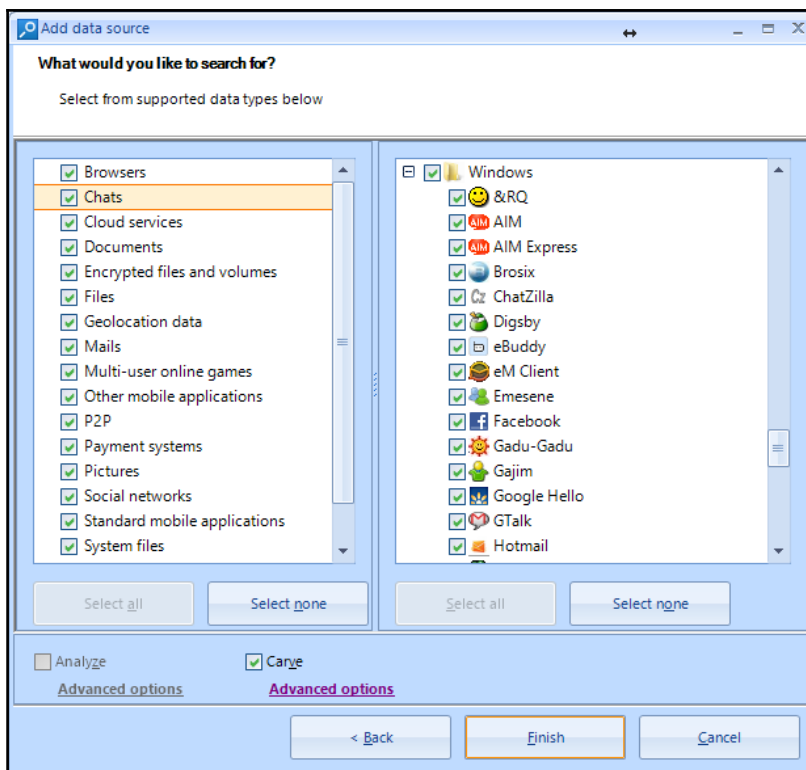 Add data source
What would you like to search for?
Select from supported data types below
Browsers
Chats
Cloud services
Documents
Encrypted files and volumes
Files
Geolocation data
Mails
Multi-user online games
Other mobile applications
P2P
Payment systems
Pictures
Social networks
Standard mobile applications
System files
Select all
Select none
Windows
&RQ
AIM AIM
AIM AIM Express
Brosix
Cz ChatZilla
Digsby
b eBuddy
eM Client
Emesene
f Facebook
Gadu-Gadu
Gajim
Google Hello
GTalk
Hotmail
Select all
Select none
Analyze
Carve
Advanced options
Advanced options
< Back
Finish
Cancel